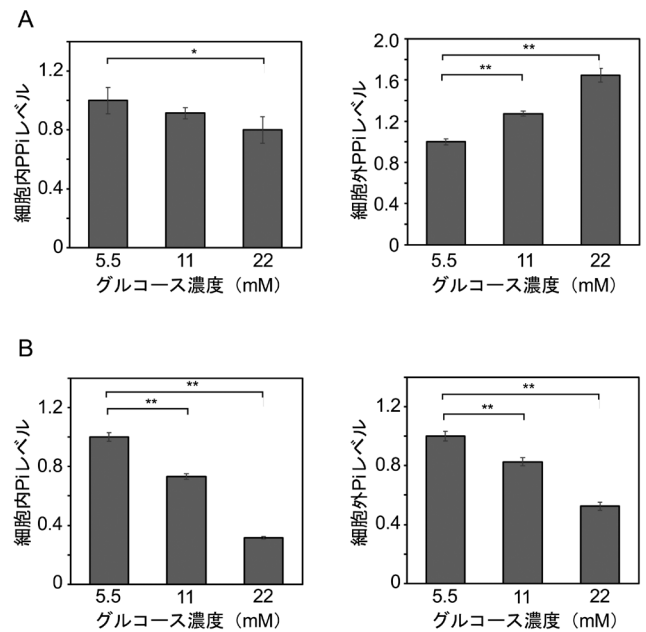 A
細胞内PPiレベル
1.2
0.8
0.4
0
*
5.5 11 22
グルコース濃度（mM）
細胞外PPiレベル
2.0
1.6
1.2
0.8
0.4
0
**
**
5.5 11 22
グルコース濃度（mM）
B
細胞内Piレベル
1.2
0.8
0.4
0
**
**
5.5 11 22
グルコース濃度（mM）
細胞外Piレベル
1.2
0.8
0.4
0
**
**
5.5 11 22
グルコース濃度（mM）